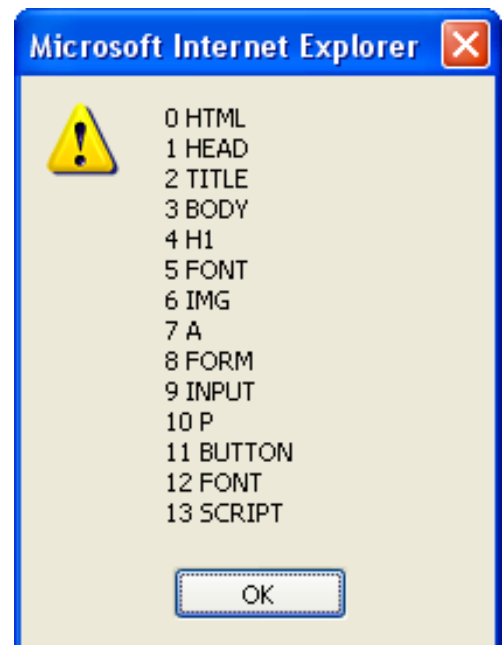 Microsoft Internet Explorer
0 HTML
1 HEAD
2 TITLE
3 BODY
4 H1
5 FONT
6 IMG
7 A
8 FORM
9 INPUT
10 P
11 BUTTON
12 FONT
13 SCRIPT
OK